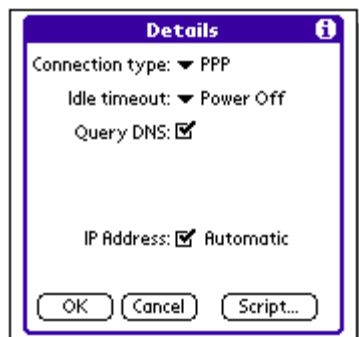 Details
Connection type: PPP
Idle timeout: Power Off
Query DNS:
IP Address: Automatic
OK Cancel Script...